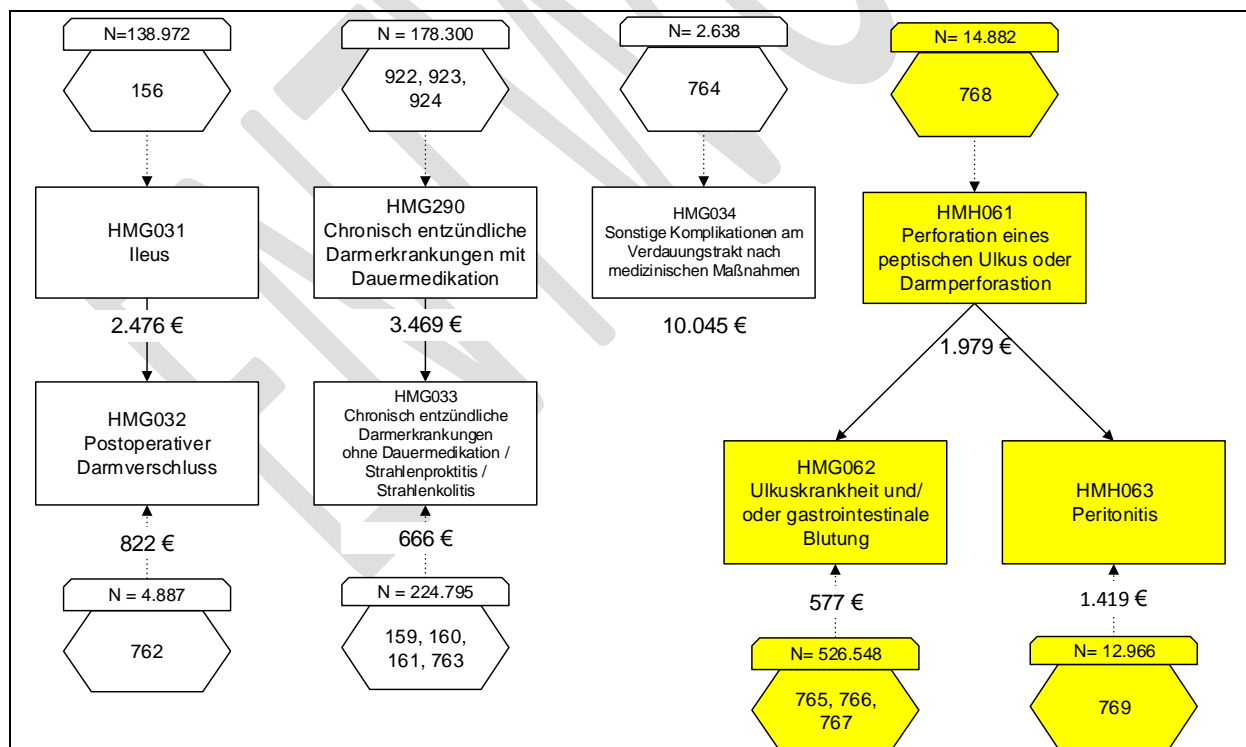 N=138.972
156
HMG031
Ileus
2.476 €
HMG032
Postoperativer
Darmverschluss
822 €
N = 4.887
762
N = 178.300
922, 923,
924
HMG290
Chronisch entzündliche
Darmerkrankungen mit
Dauermedikation
3.469 €
HMG033
Chronisch entzündliche
Darmerkrankungen
ohne Dauermedikation /
Strahlenproktitis /
Strahlenkolitis
666 €
N = 224.795
159, 160,
161, 763
N = 2.638
764
HMG034
Sonstige Komplikationen am
Verdauungstrakt nach
medizinischen Maßnahmen
10.045 €
N= 14.882
768
HMH061
Perforation eines
peptischen Ulkus oder
Darmperforastion
1.979 €
HMG062
Ulkuskrankheit und/
oder gastrointestinale
Blutung
577 €
N= 526.548
765, 766,
767
HMH063
Peritonitis
1.419 €
N= 12.966
769